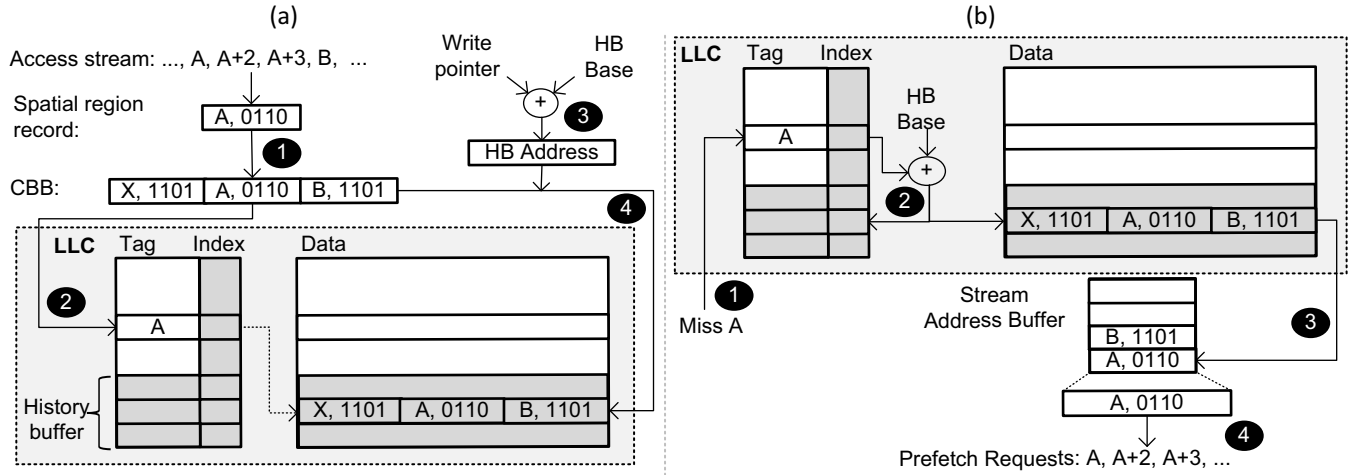 (a)
Access stream: ..., A, A+2, A+3, B, ...
Write
pointer
HB
Base
+
3
Spatial region
record:
A, 0110
1
HB Address
CBB:
X, 1101
A, 0110
B, 1101
4
LLC
Tag
Index
Data
2
A
History
buffer
X, 1101
A, 0110
B, 1101
(b)
LLC
Tag
Index
Data
HB
Base
A
+
2
X, 1101
A, 0110
B, 1101
1
Miss A
Stream
Address Buffer
3
B, 1101
A, 0110
A, 0110
4
Prefetch Requests: A, A+2, A+3, ...